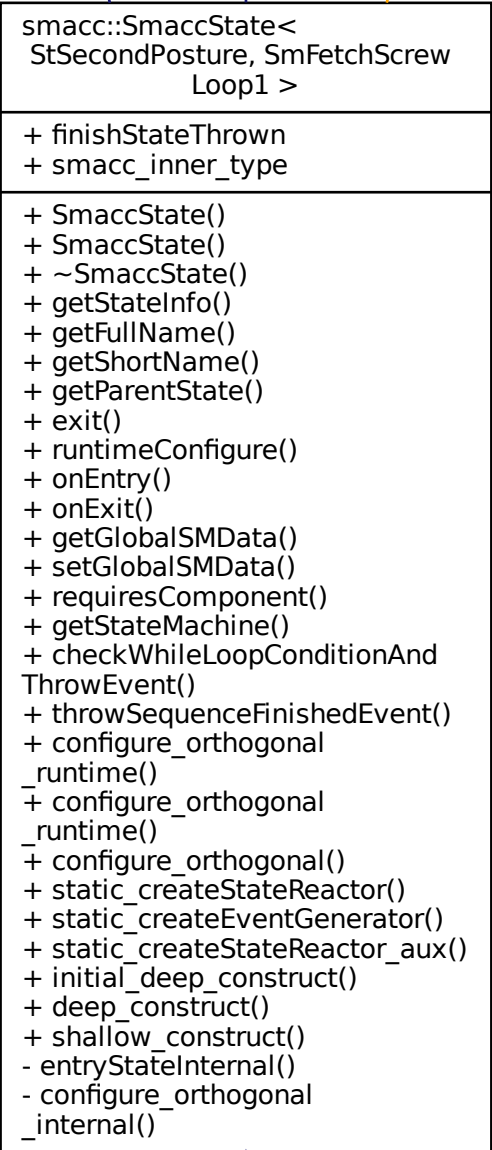 smacc::SmaccState<
StSecondPosture, SmFetchScrew
Loop1 >
+ finishStateThrown
+ smacc_inner_type
+ SmaccState()
+ SmaccState()
+ ~SmaccState()
+ getStateInfo()
+ getFullName()
+ getShortName()
+ getParentState()
+ exit()
+ runtimeConfigure()
+ onEntry()
+ onExit()
+ getGlobalSMData()
+ setGlobalSMData()
+ requiresComponent()
+ getStateMachine()
+ checkWhileLoopConditionAnd
ThrowEvent()
+ throwSequenceFinishedEvent()
+ configure_orthogonal
_runtime()
+ configure_orthogonal
_runtime()
+ configure_orthogonal()
+ static_createStateReactor()
+ static_createEventGenerator()
+ static_createStateReactor_aux()
+ initial_deep_construct()
+ deep_construct()
+ shallow_construct()
- entryStateInternal()
- configure_orthogonal
_internal()